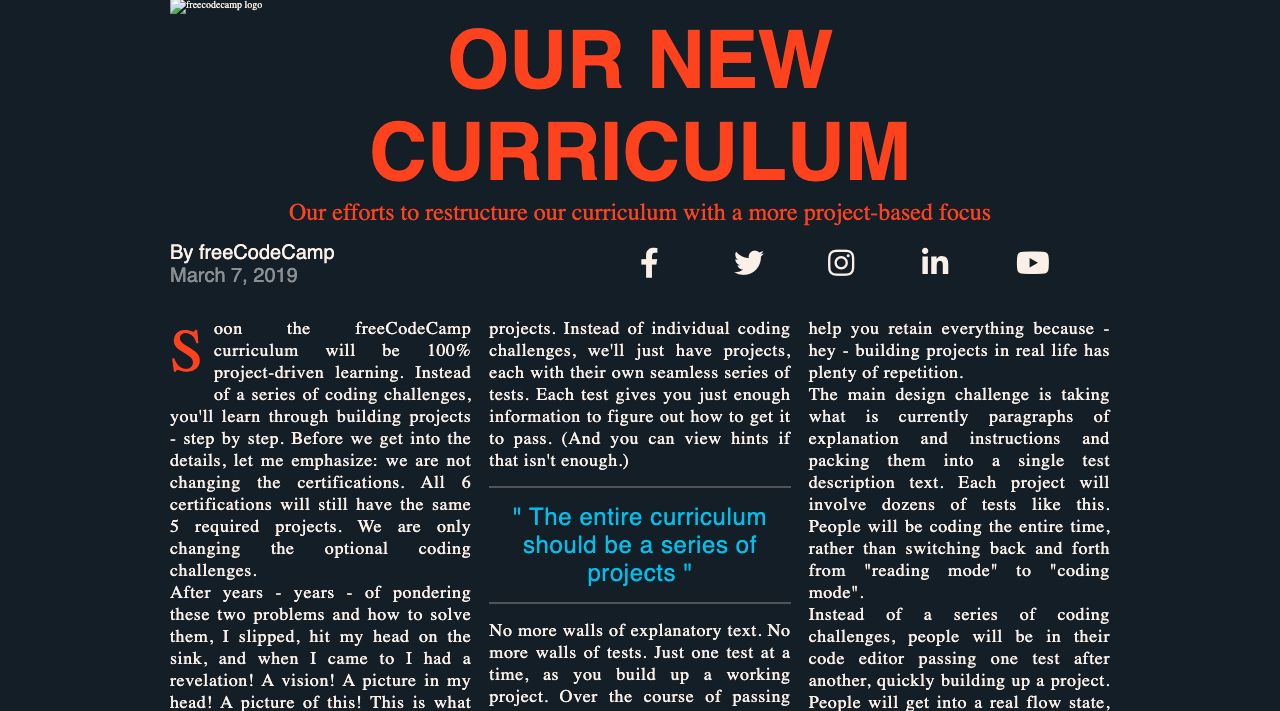 freecodecamp logo
OUR NEW
CURRICULUM
Our efforts to restructure our curriculum with a more project-based focus
By freeCodeCamp
March 7, 2019
Soon the freeCodeCamp
curriculum will be 100%
project-driven learning. Instead
of a series of coding challenges,
you'll learn through building projects
- step by step. Before we get into the
details, let me emphasize: we are not
changing the certifications. All 6
certifications will still have the same
5 required projects. We are only
changing the optional coding
challenges.
After years - years - of pondering
these two problems and how to solve
them, I slipped, hit my head on the
sink, and when I came to I had a
revelation! A vision! A picture in my
head! A picture of this! This is what
projects. Instead of individual coding
challenges, we'll just have projects,
each with their own seamless series of
tests. Each test gives you just enough
information to figure out how to get it
to pass. (And you can view hints if
that isn't enough.)
" The entire curriculum
should be a series of
projects "
No more walls of explanatory text. No
more walls of tests. Just one test at a
time, as you build up a working
project. Over the course of passing
help you retain everything because -
hey - building projects in real life has
plenty of repetition.
The main design challenge is taking
what is currently paragraphs of
explanation and instructions and
packing them into a single test
description text. Each project will
involve dozens of tests like this.
People will be coding the entire time,
rather than switching back and forth
from "reading mode" to "coding
mode".
Instead of a series of coding
challenges, people will be in their
code editor passing one test after
another, quickly building up a project.
People will get into a real flow state,